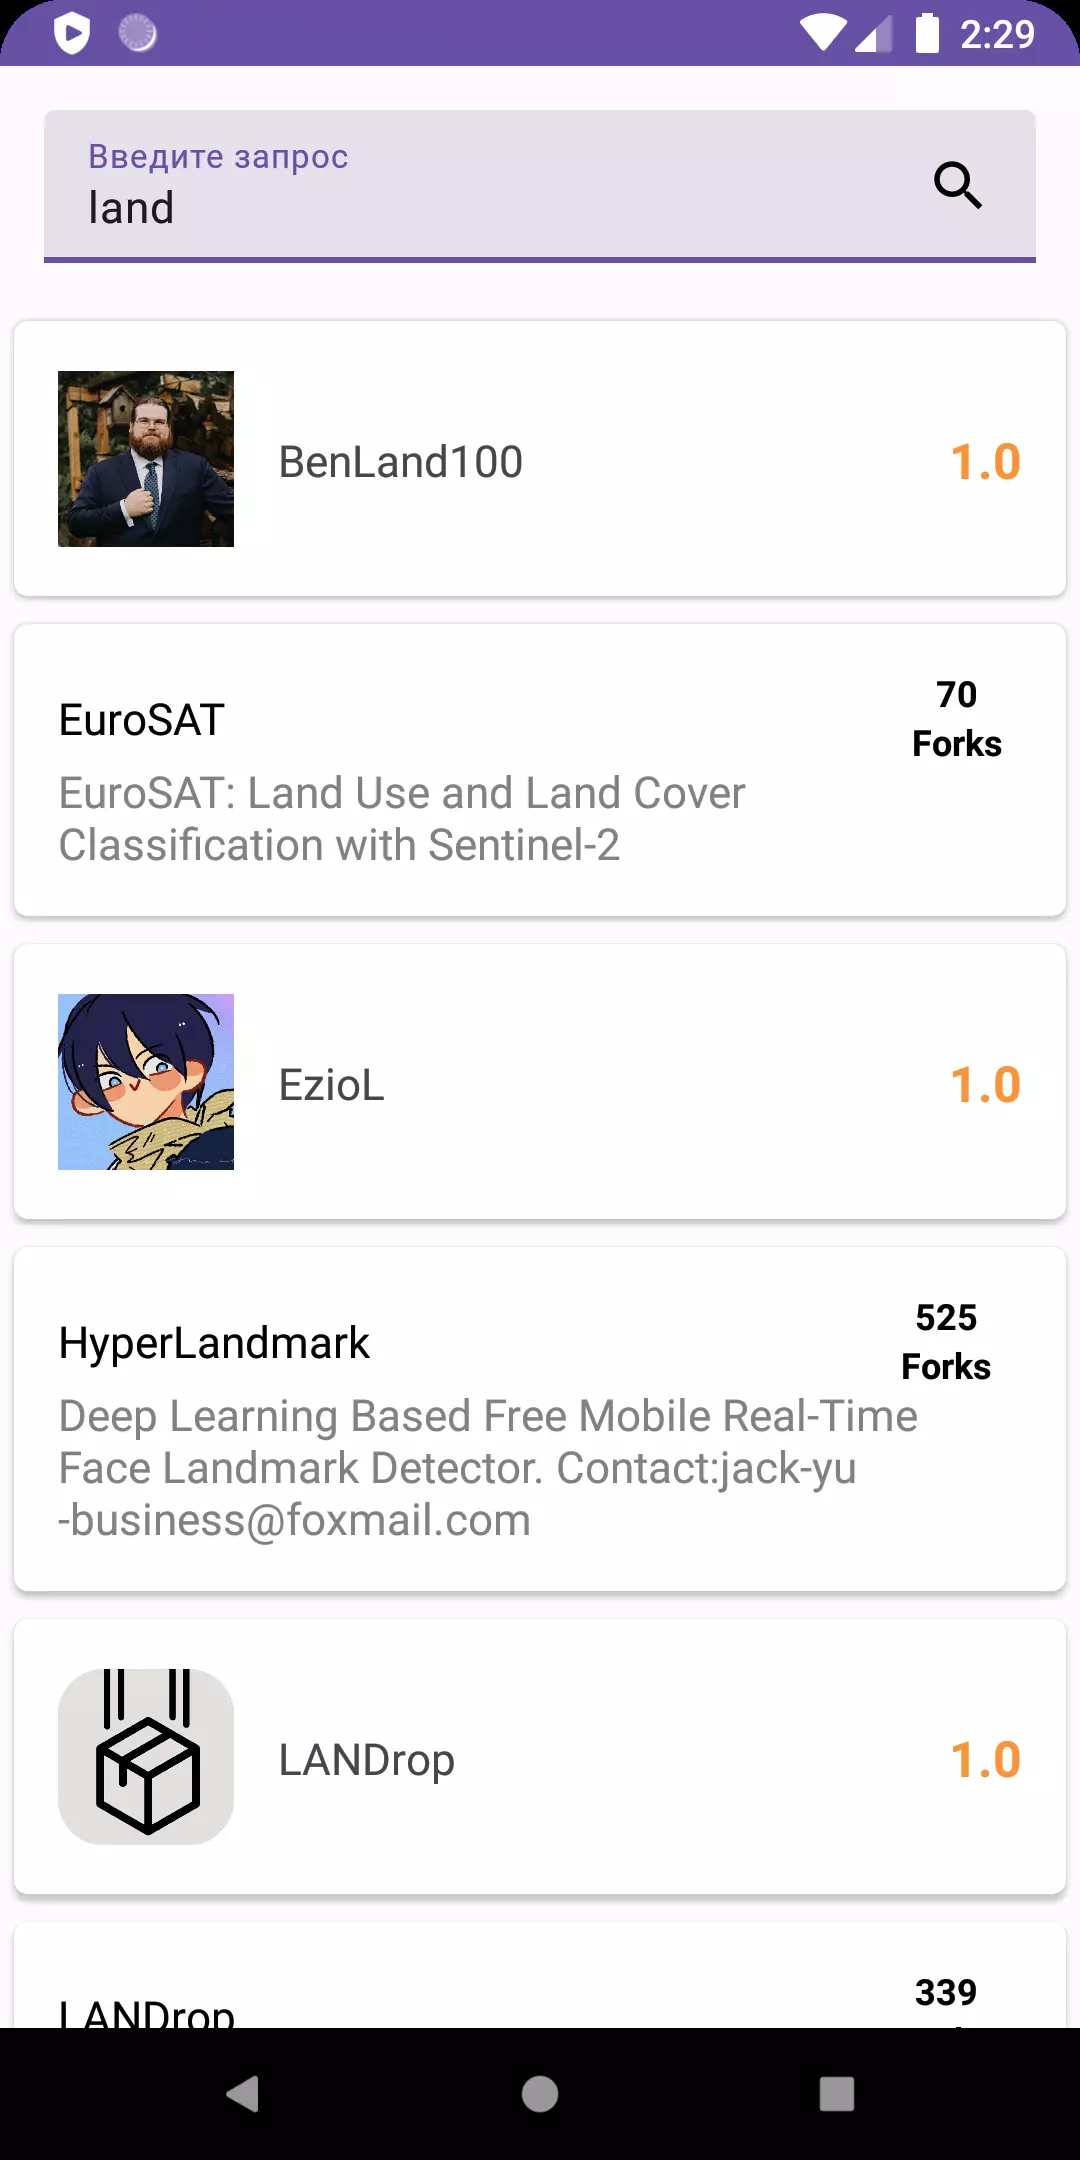 2:29
Введите запрос
land
BenLand100
1.0
EuroSAT
70
Forks
EuroSAT: Land Use and Land Cover
Classification with Sentinel-2
EzioL
1.0
HyperLandmark
525
Forks
Deep Learning Based Free Mobile Real-Time
Face Landmark Detector. Contact:jack-yu
-business@foxmail.com
LANDrop
1.0
LANDrop
339